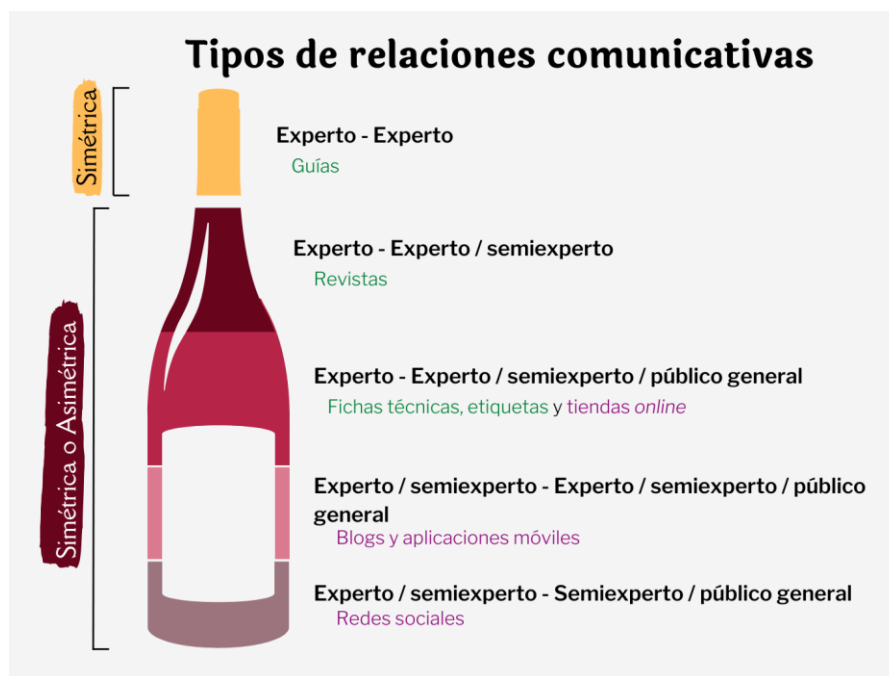 Tipos de relaciones comunicativas
Simétrica
Experto - Experto
Guías
Experto - Experto / semiexperto
Revistas
Simétrica o Asimétrica
Experto - Experto / semiexperto / público general
Fichas técnicas, etiquetas y tiendas online
Experto / semiexperto - Experto / semiexperto / público
general
Blogs y aplicaciones móviles
Experto / semiexperto - Semiexperto / público general
Redes sociales